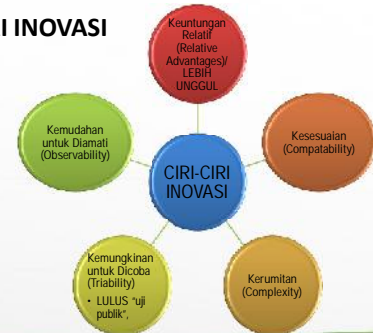 I INOVASI
Keuntungan
Relatif
(Relative
Advantages)/
LEBIH
UNGGUL
Kemudahan
untuk Diamati
(Observability)
Kesesuaian
(Compatability)
CIRI-CIRI
INOVASI
Kemungkinan
untuk Dicoba
(Triability)
• LULUS "uji
publik",
Kerumitan
(Complexity)